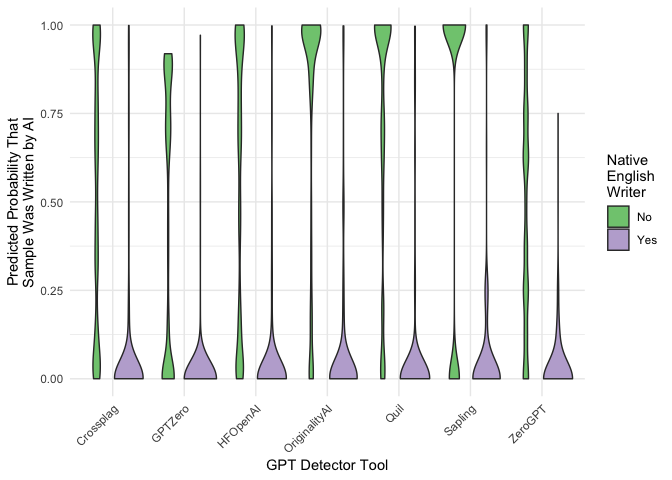 1.00
0.75
0.50
0.25
0.00
Predicted Probability That
Sample Was Written by AI
Crossplag
GPTZero
HFOpenAI
OriginalityAI
Quil
Sapling
ZeroGPT
GPT Detector Tool
Native
English
Writer
No
Yes